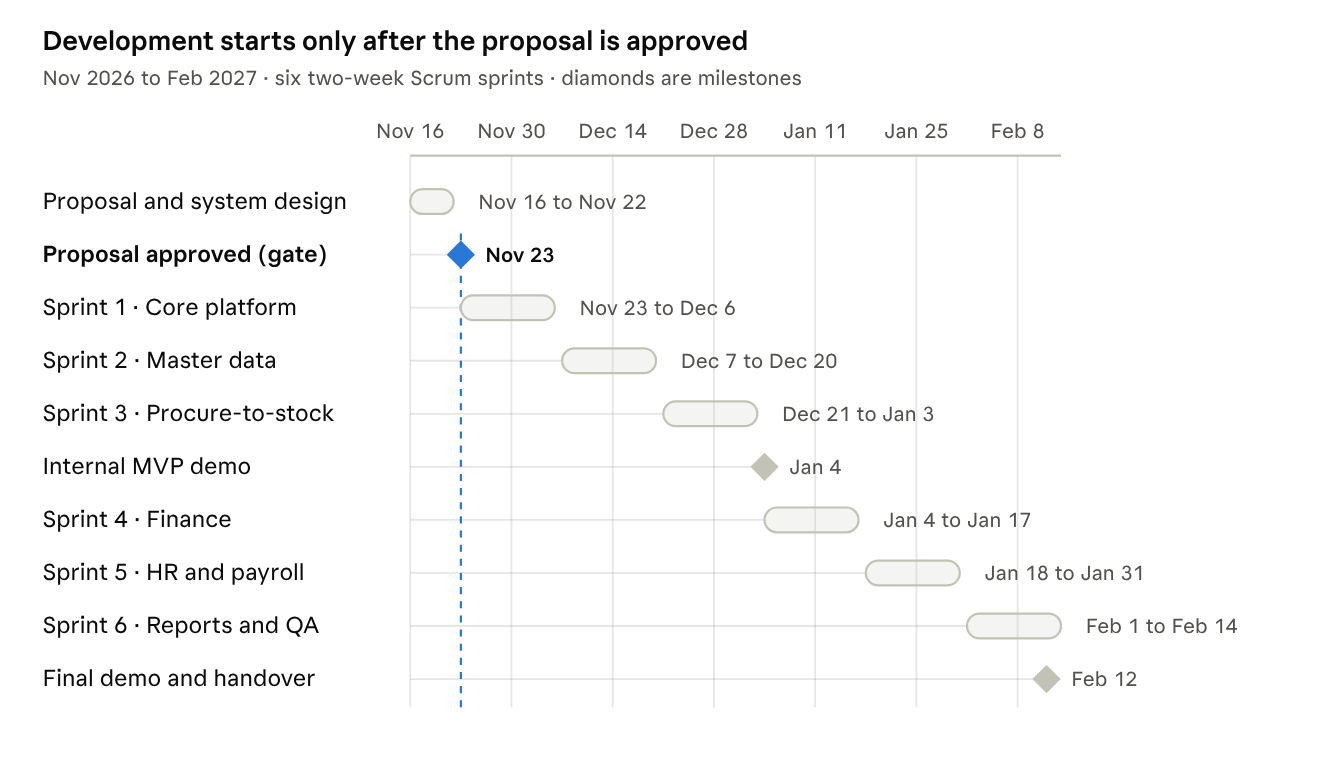 Development starts only after the proposal is approved
Nov 2026 to Feb 2027 · six two-week Scrum sprints · diamonds are milestones
Nov 16 Nov 30 Dec 14 Dec 28 Jan 11 Jan 25 Feb 8
Proposal and system design Nov 16 to Nov 22
Proposal approved (gate) Nov 23
Sprint 1 · Core platform Nov 23 to Dec 6
Sprint 2 · Master data Dec 7 to Dec 20
Sprint 3 · Procure-to-stock Dec 21 to Jan 3
Internal MVP demo Jan 4
Sprint 4 · Finance Jan 4 to Jan 17
Sprint 5 · HR and payroll Jan 18 to Jan 31
Sprint 6 · Reports and QA Feb 1 to Feb 14
Final demo and handover Feb 12